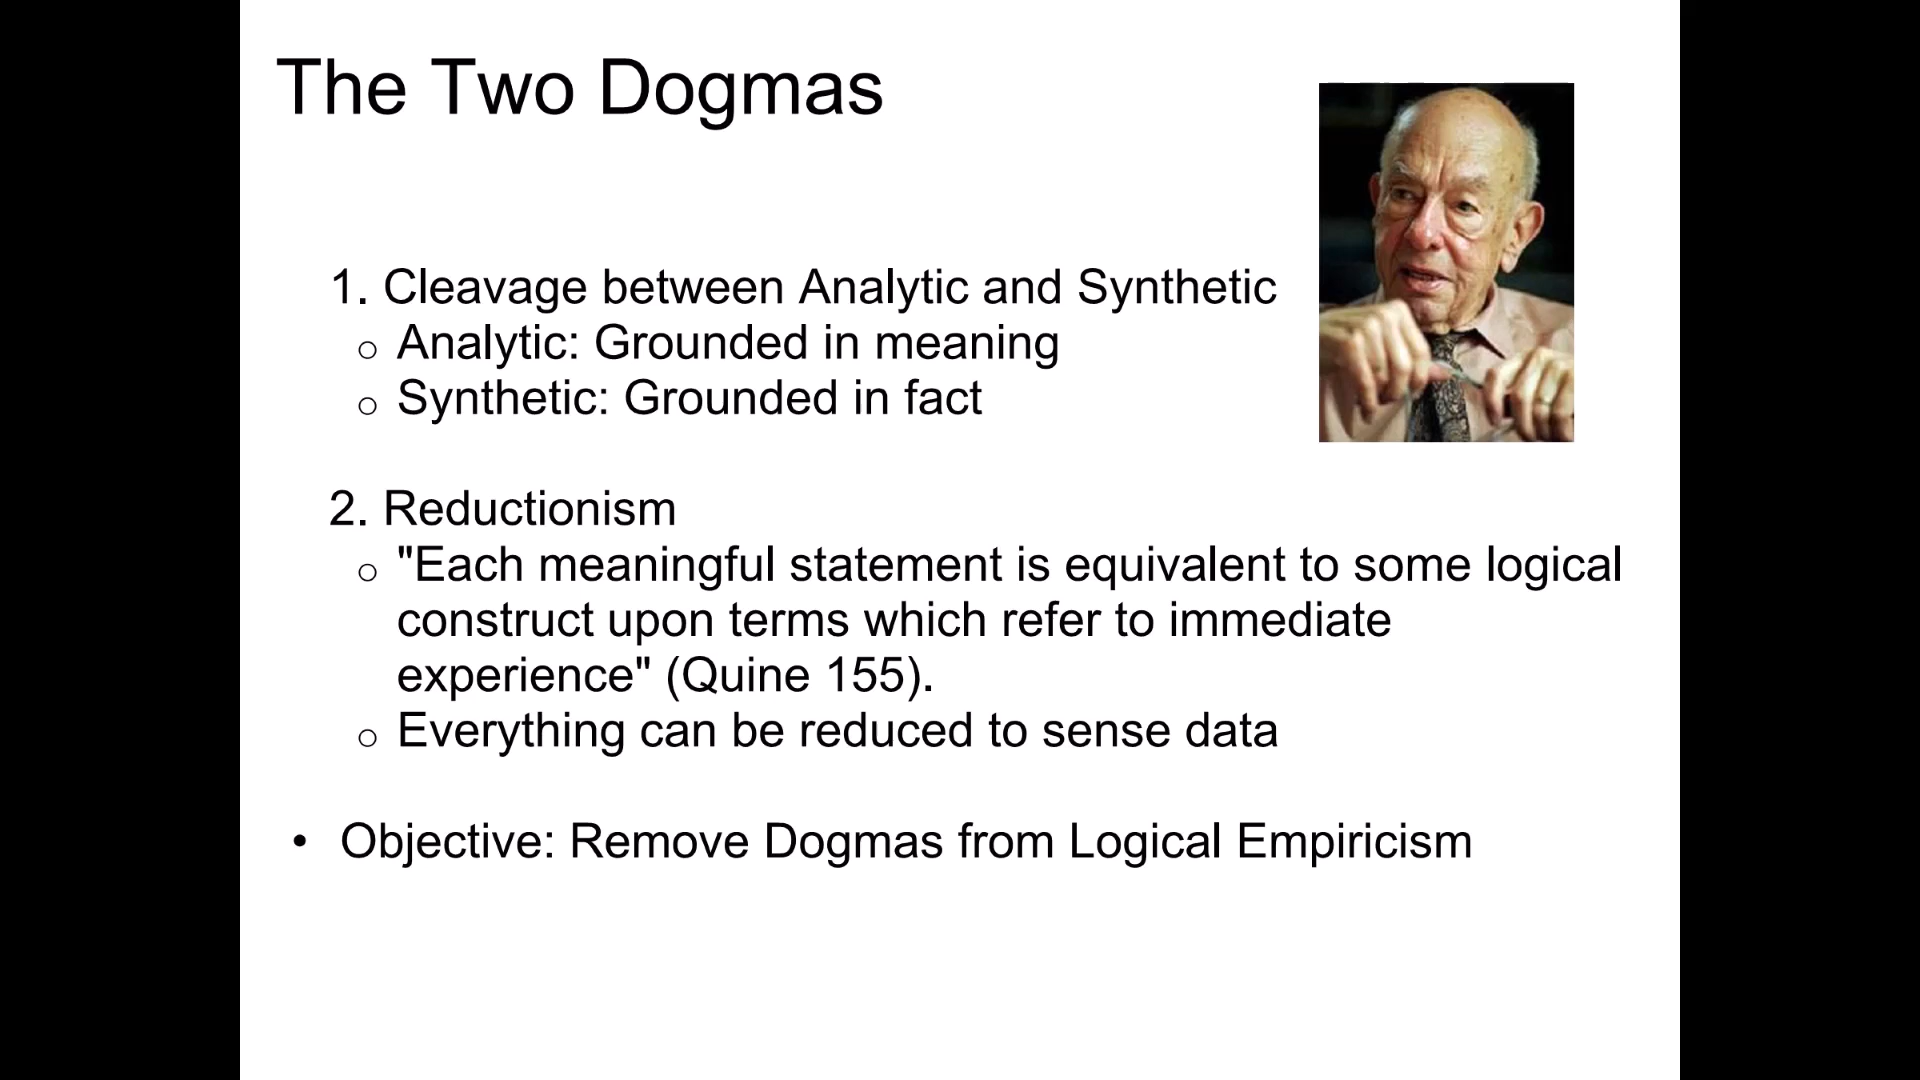 The Two Dogmas
1. Cleavage between Analytic and Synthetic
o Analytic: Grounded in meaning
o Synthetic: Grounded in fact
2. Reductionism
o "Each meaningful statement is equivalent to some logical
construct upon terms which refer to immediate
experience" (Quine 155).
o Everything can be reduced to sense data
• Objective: Remove Dogmas from Logical Empiricism